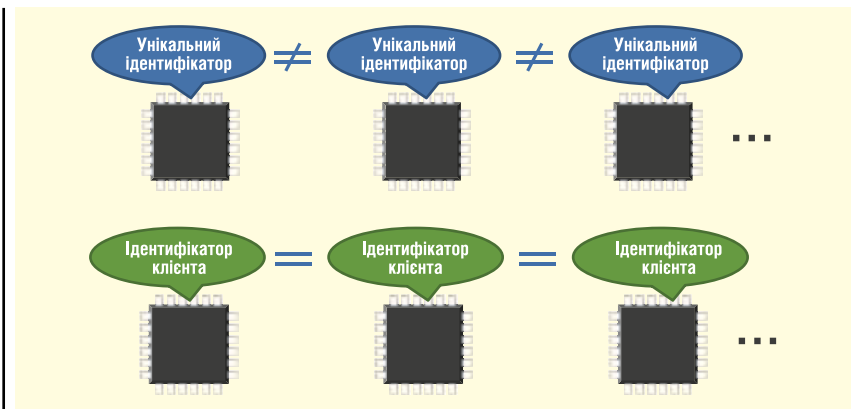 Унікальний
ідентифікатор
≠
Унікальний
ідентифікатор
≠
Унікальний
ідентифікатор
...
Ідентифікатор
клієнта
=
Ідентифікатор
клієнта
=
Ідентифікатор
клієнта
...